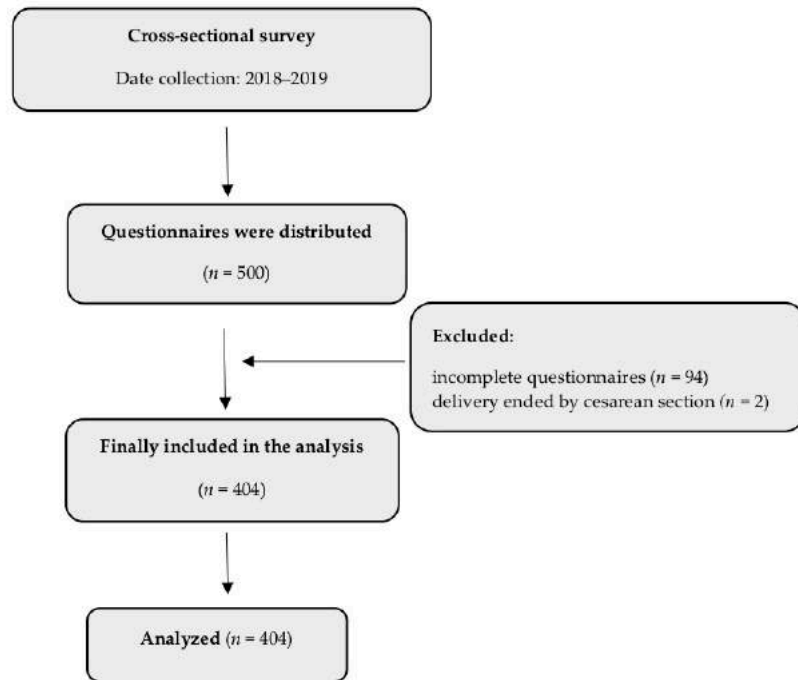 Cross-sectional survey
Date collection: 2018–2019
Questionnaires were distributed
(n = 500)
Excluded:
incomplete questionnaires (n = 94)
delivery ended by cesarean section (n = 2)
Finally included in the analysis
(n = 404)
Analyzed (n = 404)